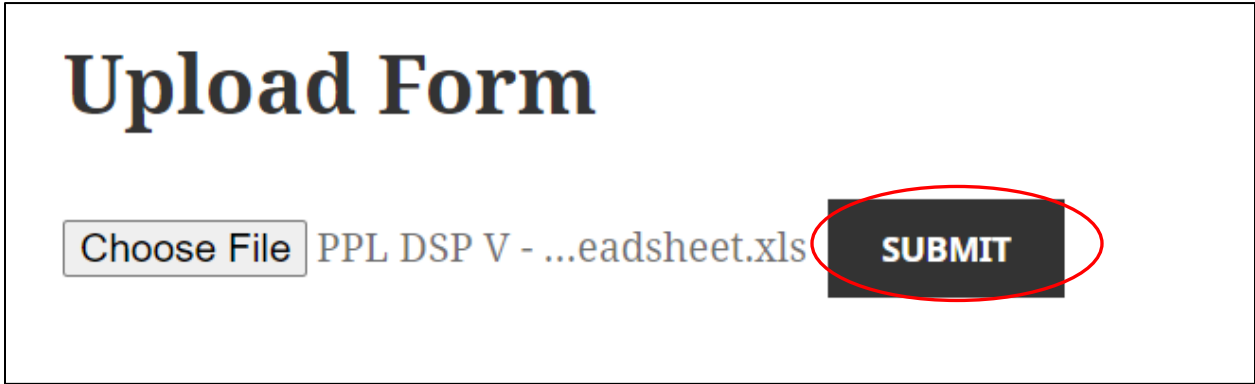 Upload Form
Choose File PPL DSP V - ...eadsheet.xls SUBMIT